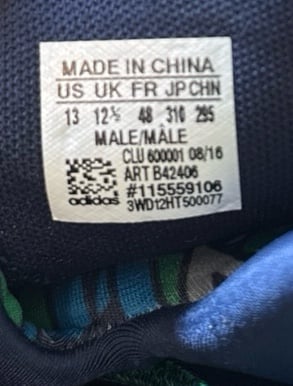 MADE IN CHINA
US UK FR JP CHN
13 12½ 48 310 295
MALE/MÂLE
CLU 600001 08/16
ART B42406
#115559106
adidas 3WD12HT500077